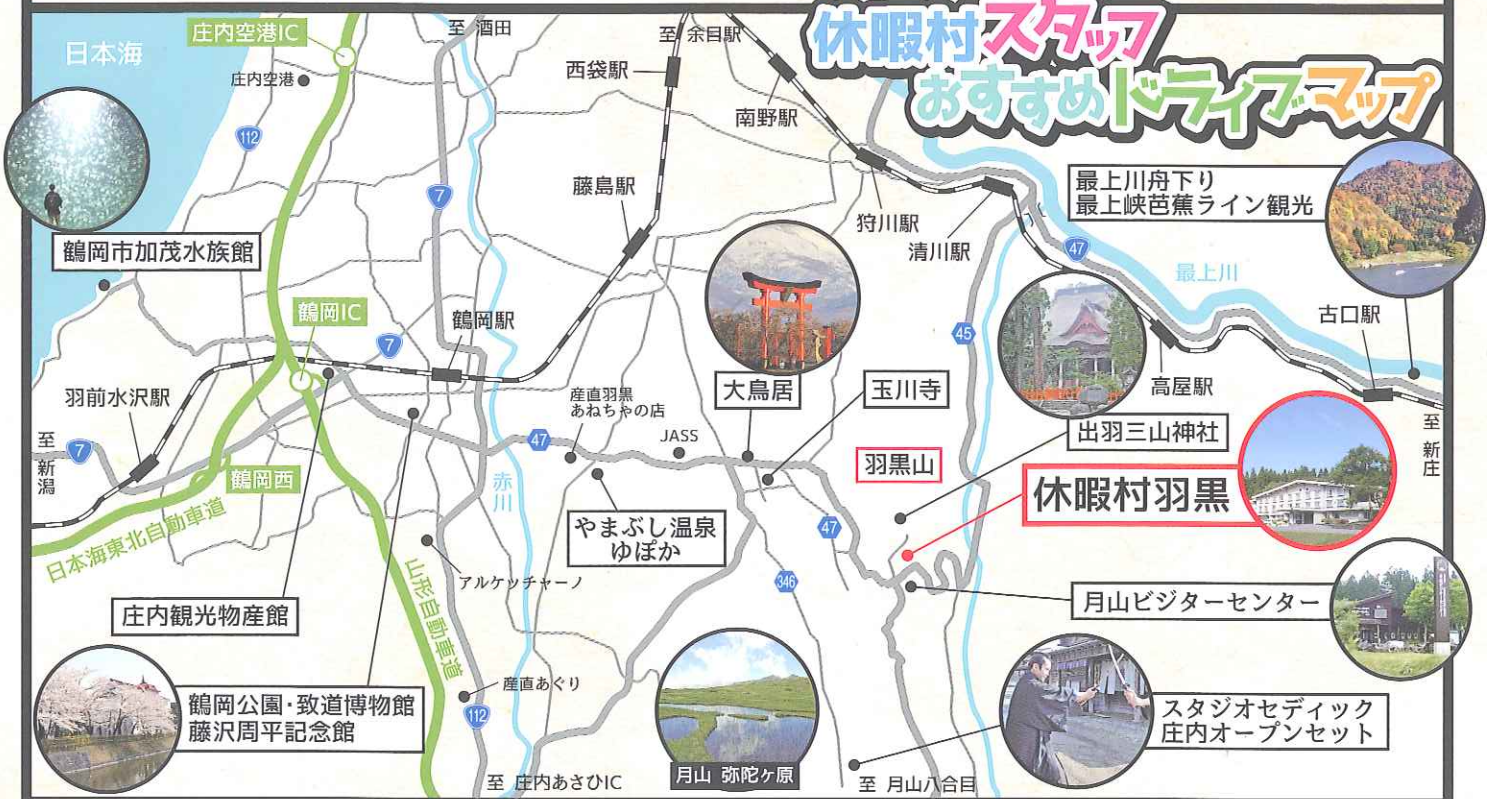 休暇村スタッフ
おすすめドライブマップ
日本海
庄内空港IC
至 酒田
至 余目駅
庄内空港
西袋駅
南野駅
112
7
藤島駅
狩川駅
清川駅
最上川舟下り
最上峡芭蕉ライン観光
47
最上川
鶴岡市加茂水族館
鶴岡IC
鶴岡駅
7
45
古口駅
高屋駅
羽前水沢駅
産直羽黒
あねちゃの店
大鳥居
玉川寺
至 新潟
7
47
JASS
出羽三山神社
至 新庄
羽黒山
鶴岡西
赤川
休暇村羽黒
日本海東北自動車道
やまぶし温泉
ゆぽか
47
山形自動車道
アルケッチャーノ
346
月山ビジターセンター
庄内観光物産館
鶴岡公園・致道博物館
藤沢周平記念館
産直あぐり
112
スタジオセディック
庄内オープンセット
至 庄内あさひIC
月山 弥陀ヶ原
至 月山八合目